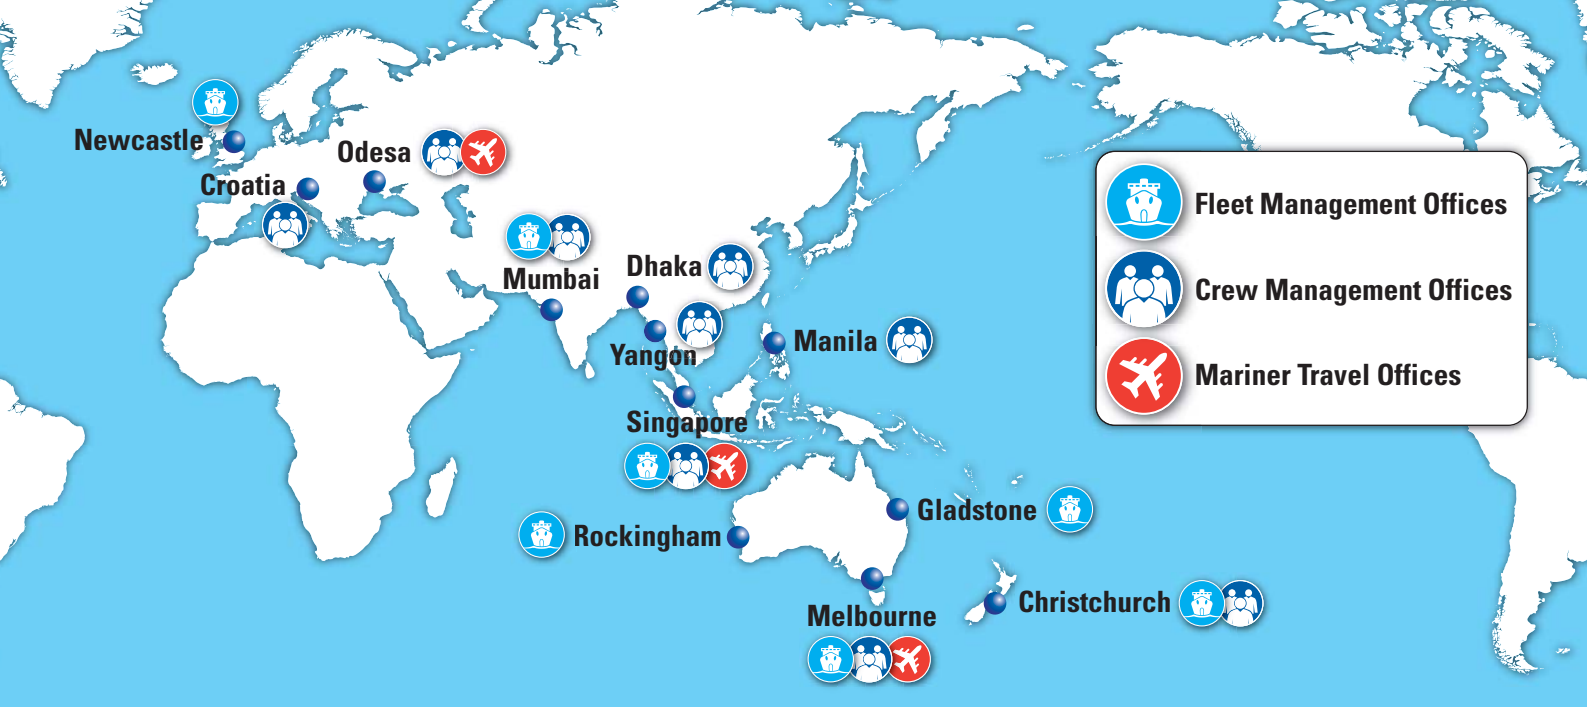 Newcastle
Odesa
Croatia
Mumbai
Dhaka
Yangon
Manila
Singapore
Rockingham
Gladstone
Melbourne
Christchurch
Fleet Management Offices
Crew Management Offices
Mariner Travel Offices